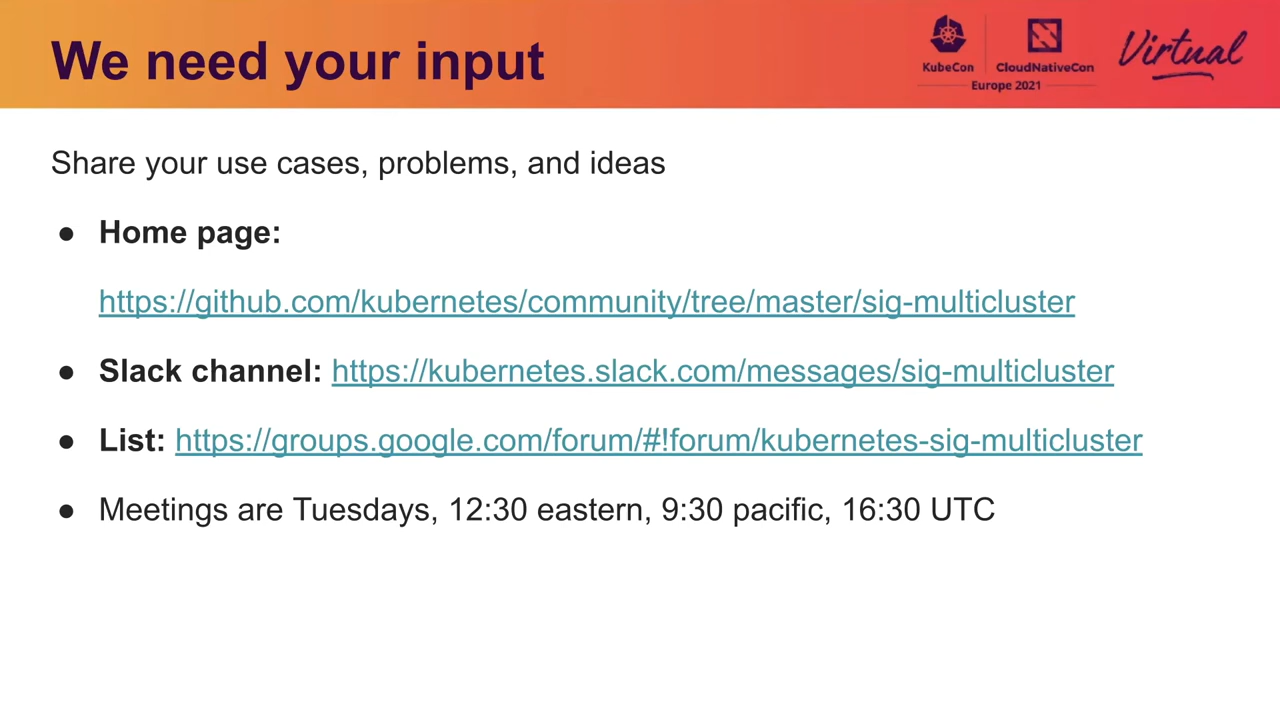 We need your input
KubeCon
CloudNativeCon
Europe 2021
Virtual
Share your use cases, problems, and ideas
● Home page:
https://github.com/kubernetes/community/tree/master/sig-multicluster
● Slack channel: https://kubernetes.slack.com/messages/sig-multicluster
● List: https://groups.google.com/forum/#!forum/kubernetes-sig-multicluster
● Meetings are Tuesdays, 12:30 eastern, 9:30 pacific, 16:30 UTC